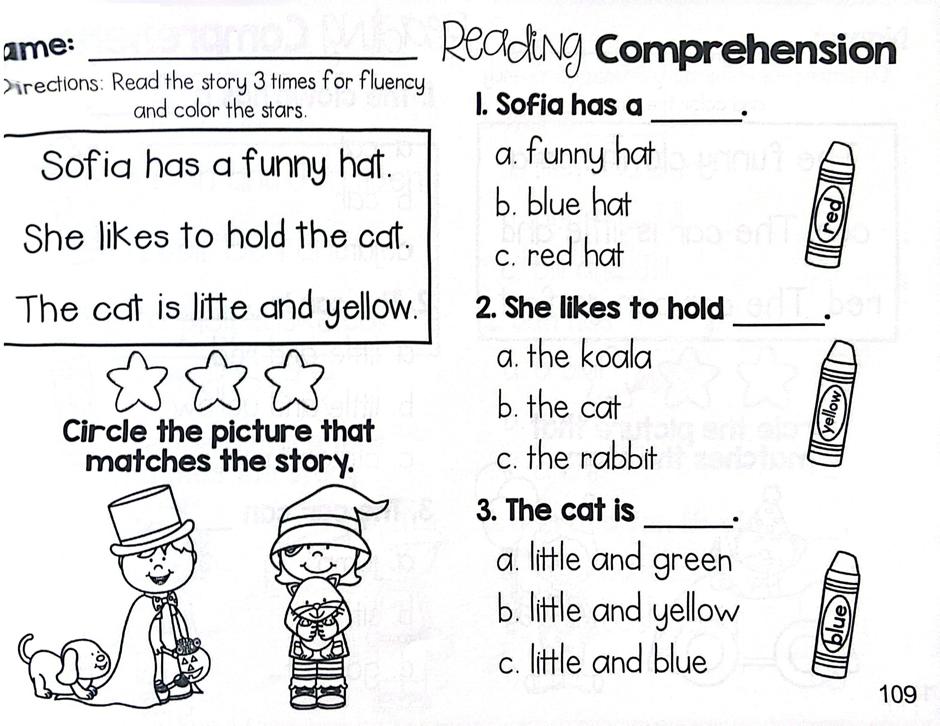 ame:
Directions: Read the story 3 times for fluency
and color the stars.
Sofia has a funny hat.
She likes to hold the cat.
The cat is litte and yellow.
Circle the picture that
matches the story.
Reading Comprehension
1. Sofia has a ______.
a. funny hat
b. blue hat
c. red hat
red
2. She likes to hold ______.
a. the koala
b. the cat
c. the rabbit
yellow
3. The cat is ______.
a. little and green
b. little and yellow
c. little and blue
blue
109